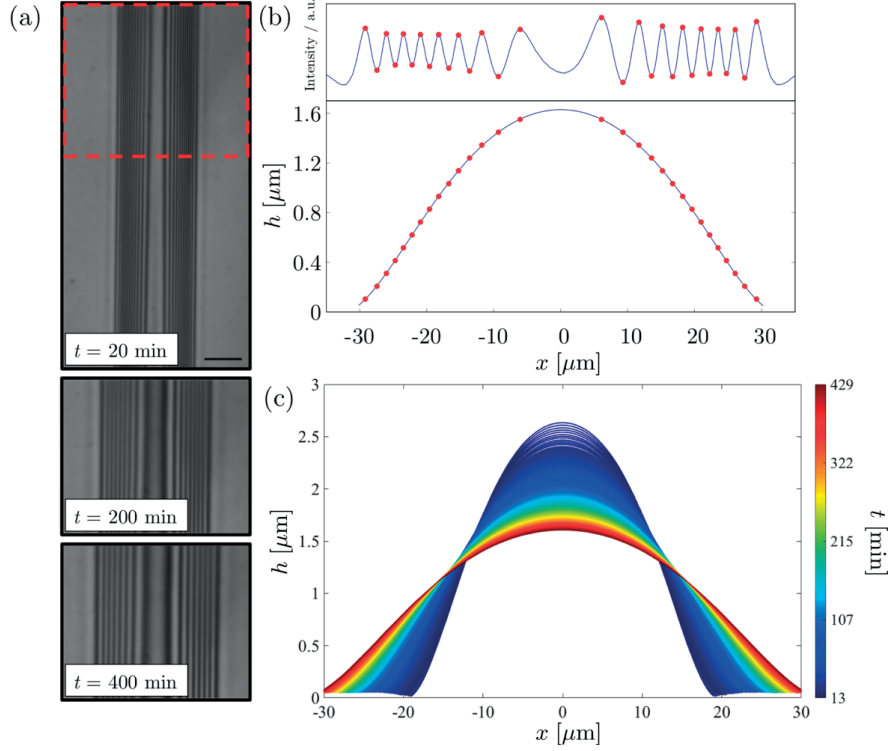 (a)
t = 20 min
t = 200 min
t = 400 min
(b)
Intensity / a.u.
h [μm]
1.6
1.2
0.8
0.4
0
-30 -20 -10 0 10 20 30
x [μm]
(c)
h [μm]
3
2.5
2
1.5
1
0.5
0
-30 -20 -10 0 10 20 30
x [μm]
429
322
215
107
13
t [min]